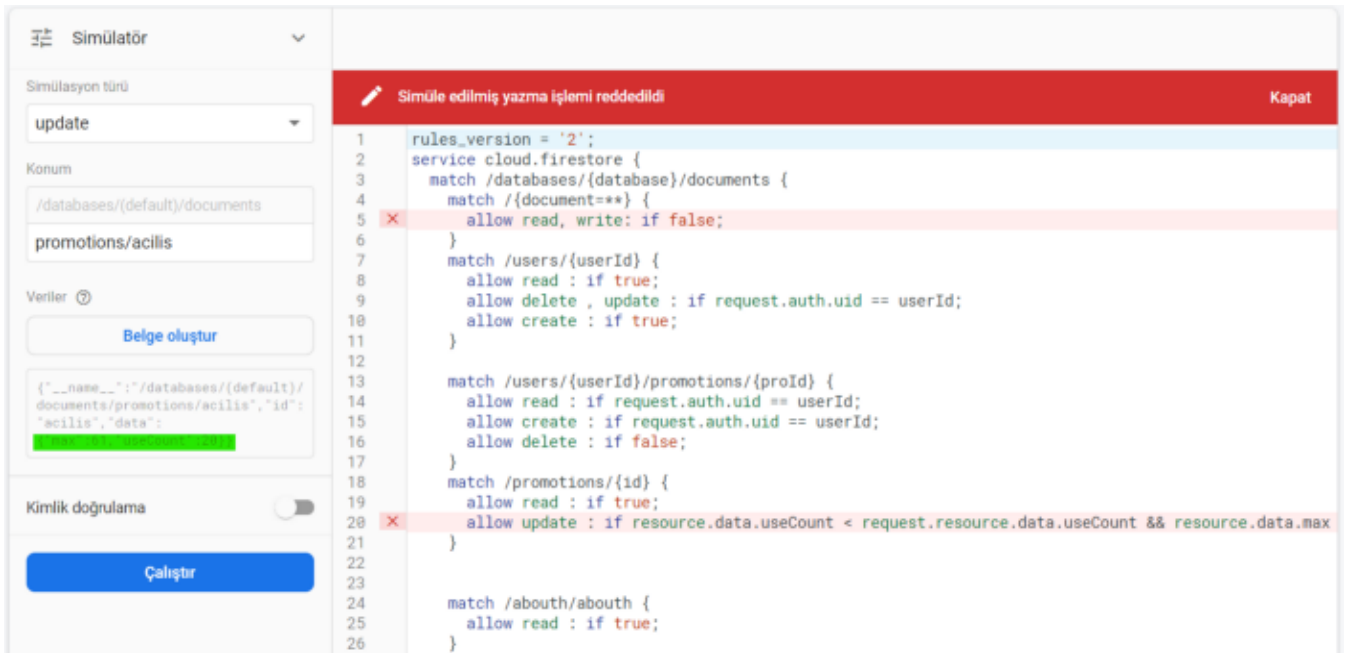 Simülatör
Simülasyon türü
update
Konum
/databases/(default)/documents
promotions/acilis
Veriler
Belge oluştur
{"__name__":"/databases/(default)/
documents/promotions/acilis","id":
"acilis","data":
{"max":61,"useCount":20}}
Kimlik doğrulama
Çalıştır
Simüle edilmiş yazma işlemi reddedildi
Kapat
1 rules_version = '2';
2 service cloud.firestore {
3 match /databases/{database}/documents {
4 match /{document=**} {
5 allow read, write: if false;
6 }
7 match /users/{userId} {
8 allow read : if true;
9 allow delete , update : if request.auth.uid == userId;
10 allow create : if true;
11 }
12
13 match /users/{userId}/promotions/{proId} {
14 allow read : if request.auth.uid == userId;
15 allow create : if request.auth.uid == userId;
16 allow delete : if false;
17 }
18 match /promotions/{id} {
19 allow read : if true;
20 allow update : if resource.data.useCount < request.resource.data.useCount && resource.data.max
21 }
22
23
24 match /abouth/abouth {
25 allow read : if true;
26 }